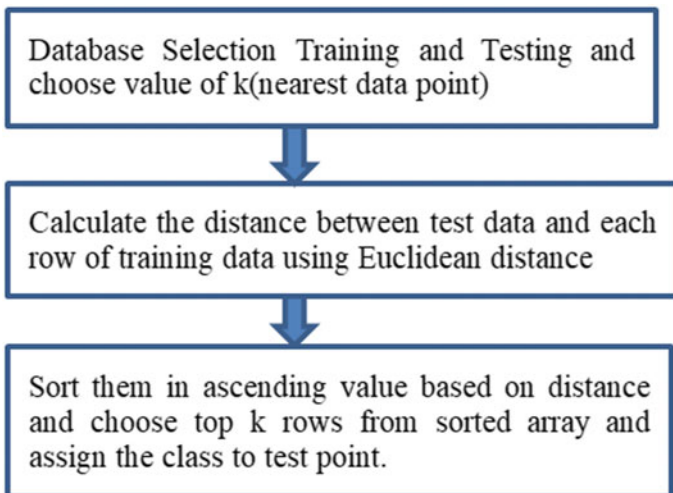 Database Selection Training and Testing and
choose value of k(nearest data point)
Calculate the distance between test data and each
row of training data using Euclidean distance
Sort them in ascending value based on distance
and choose top k rows from sorted array and
assign the class to test point.